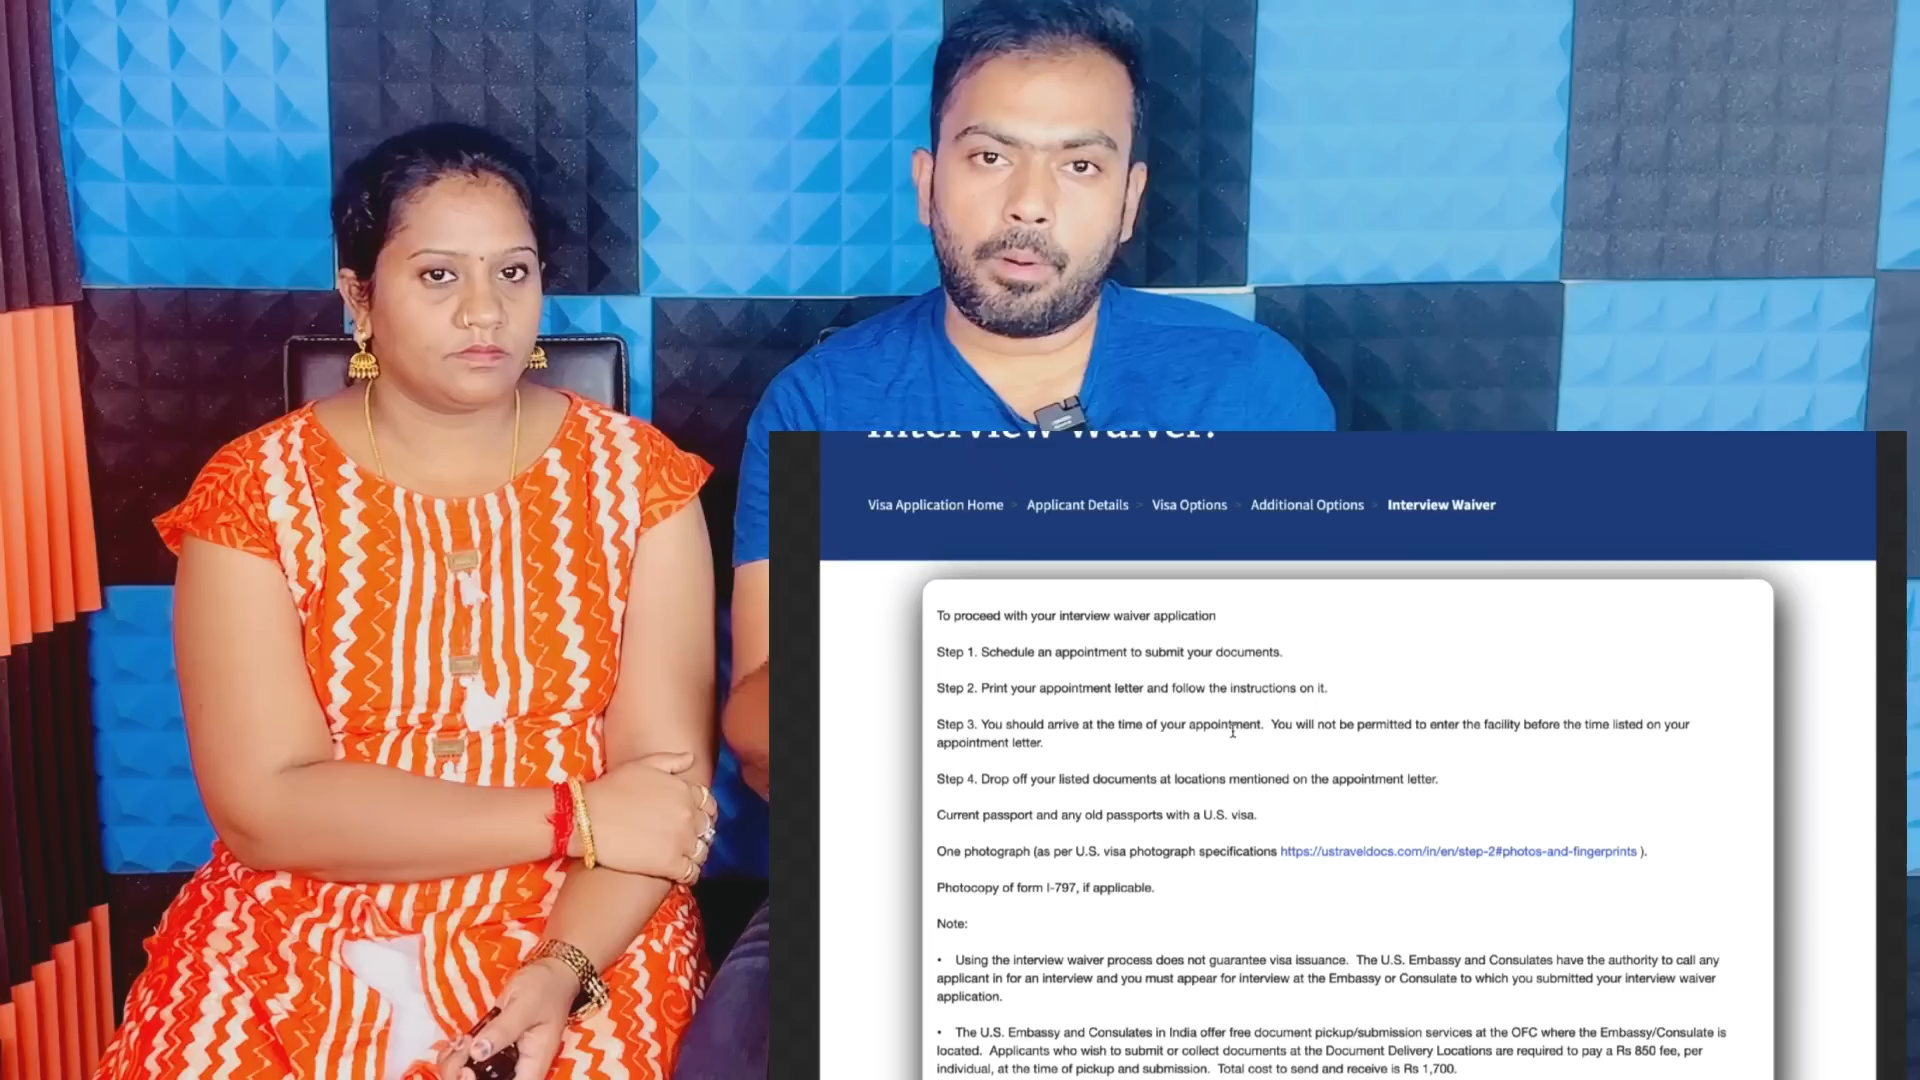 Interview Waiver?
Visa Application Home > Applicant Details > Visa Options > Additional Options > Interview Waiver
To proceed with your interview waiver application
Step 1. Schedule an appointment to submit your documents.
Step 2. Print your appointment letter and follow the instructions on it.
Step 3. You should arrive at the time of your appointment. You will not be permitted to enter the facility before the time listed on your
appointment letter.
Step 4. Drop off your listed documents at locations mentioned on the appointment letter.
Current passport and any old passports with a U.S. visa.
One photograph (as per U.S. visa photograph specifications https://ustraveldocs.com/in/en/step-2#photos-and-fingerprints ).
Photocopy of form I-797, if applicable.
Note:
• Using the interview waiver process does not guarantee visa issuance. The U.S. Embassy and Consulates have the authority to call any
applicant in for an interview and you must appear for interview at the Embassy or Consulate to which you submitted your interview waiver
application.
• The U.S. Embassy and Consulates in India offer free document pickup/submission services at the OFC where the Embassy/Consulate is
located. Applicants who wish to submit or collect documents at the Document Delivery Locations are required to pay a Rs 850 fee, per
individual, at the time of pickup and submission. Total cost to send and receive is Rs 1,700.